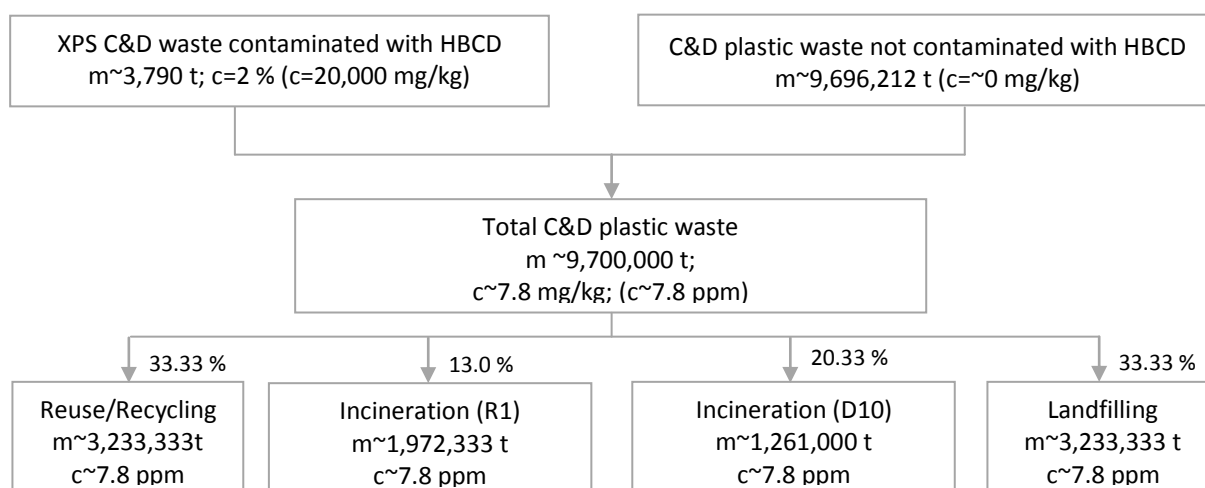 XPS C&D waste contaminated with HBCD
m~3,790 t; c=2 % (c=20,000 mg/kg)
C&D plastic waste not contaminated with HBCD
m~9,696,212 t (c=~0 mg/kg)
Total C&D plastic waste
m ~9,700,000 t;
c~7.8 mg/kg; (c~7.8 ppm)
33.33 %
13.0 %
20.33 %
33.33 %
Reuse/Recycling
m~3,233,333t
c~7.8 ppm
Incineration (R1)
m~1,972,333 t
c~7.8 ppm
Incineration (D10)
m~1,261,000 t
c~7.8 ppm
Landfilling
m~3,233,333 t
c~7.8 ppm